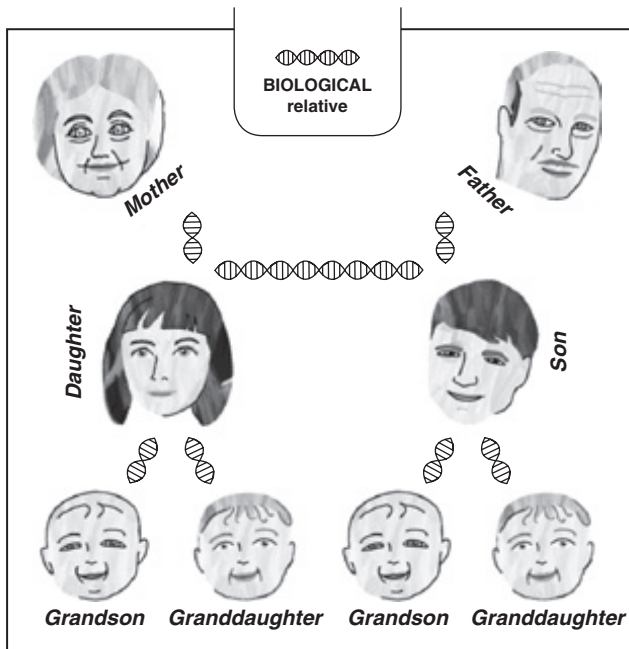 BIOLOGICAL
relative
Mother
Father
Daughter
Son
Grandson
Granddaughter
Grandson
Granddaughter